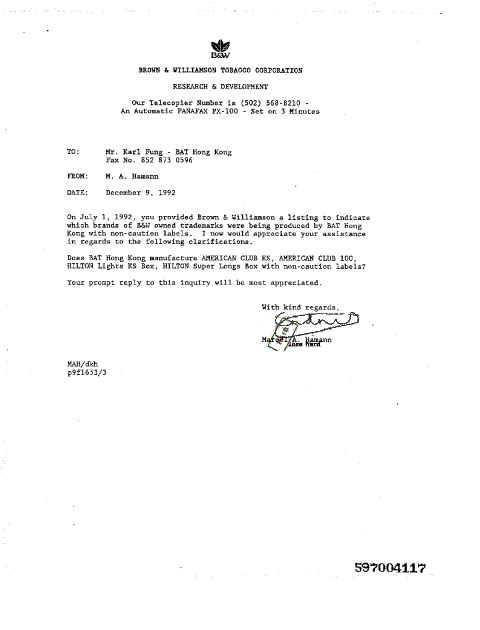 B&W
BROWN & WILLIAMSON TOBACCO CORPORATION
RESEARCH & DEVELOPMENT
Our Telecopier Number is (502) 568-8210 -
An Automatic PANAFAX PX-100 - Set on 3 Minutes
TO: Mr. Karl Fung - BAT Hong Kong
Fax No. 852 873 0596
FROM: M. A. Hamann
DATE: December 9, 1992
On July 1, 1992, you provided Brown & Williamson a listing to indicate
which brands of B&W owned trademarks were being produced by BAT Hong
Kong with non-caution labels. I now would appreciate your assistance
in regards to the following clarifications.
Does BAT Hong Kong manufacture AMERICAN CLUB KS, AMERICAN CLUB 100,
HILTON Lights KS Box, HILTON Super Longs Box with non-caution labels?
Your prompt reply to this inquiry will be most appreciated.
With kind regards,
A. Hamann
MAH/dkh
p9f1633/3
597004117